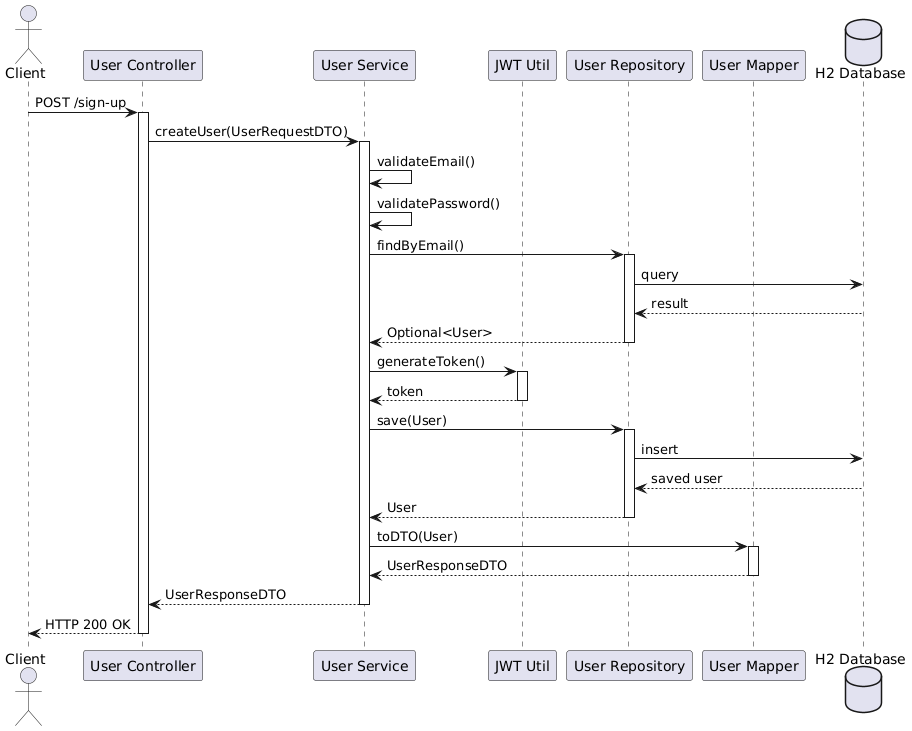 Client
User Controller
User Service
JWT Util
User Repository
User Mapper
H2 Database
POST /sign-up
createUser(UserRequestDTO)
validateEmail()
validatePassword()
findByEmail()
query
result
Optional<User>
generateToken()
token
save(User)
insert
saved user
User
toDTO(User)
UserResponseDTO
UserResponseDTO
HTTP 200 OK
Client
User Controller
User Service
JWT Util
User Repository
User Mapper
H2 Database